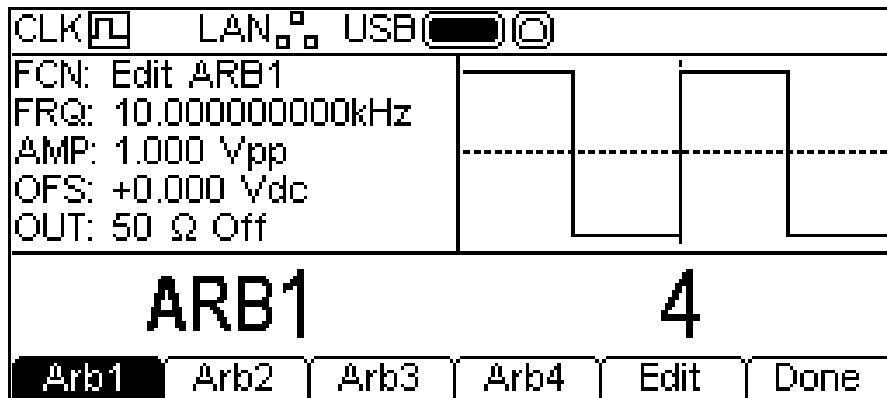 CLK LAN USB
FCN: Edit ARB1
FRQ: 10.000000000kHz
AMP: 1.000 Vpp
OFS: +0.000 Vdc
OUT: 50 Ω Off
ARB1 4
Arb1 Arb2 Arb3 Arb4 Edit Done